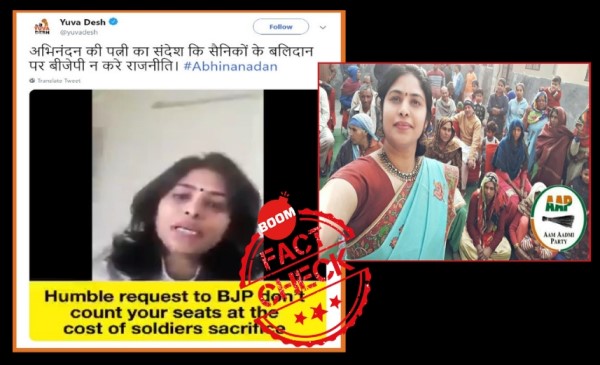 Yuva Desh
@yuvadesh
Follow
अभिनंदन की पत्नी का संदेश कि सेनिकों के बलिदान
पर बीजेपी न करे राजनीति। #Abhinanadan
Translate Tweet
Humble request to BJP don't
count your seats at the
cost of soldiers sacrifice
BOOM
FACT
CHECK
AAP
AAM AADMI
PARTY